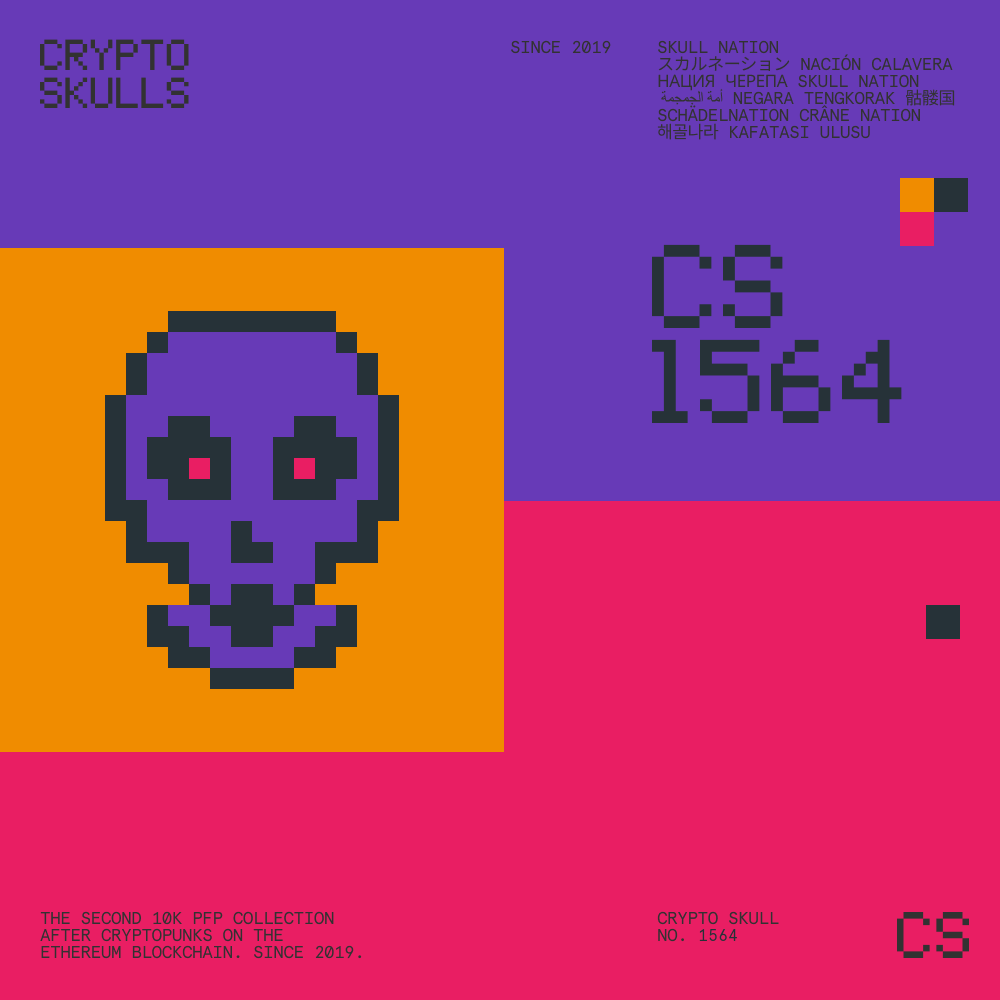 CRYPTO
SKULLS
SINCE 2019
SKULL NATION
スカルネーション NACIÓN CALAVERA
НАЦИЯ ЧЕРЕПА SKULL NATION
أمة الجمجمة NEGARA TENGKORAK 骷髅国
SCHÄDELNATION CRÂNE NATION
해골나라 KAFATASI ULUSU
CS
1564
THE SECOND 10K PFP COLLECTION
AFTER CRYPTOPUNKS ON THE
ETHEREUM BLOCKCHAIN. SINCE 2019.
CRYPTO SKULL
NO. 1564
CS